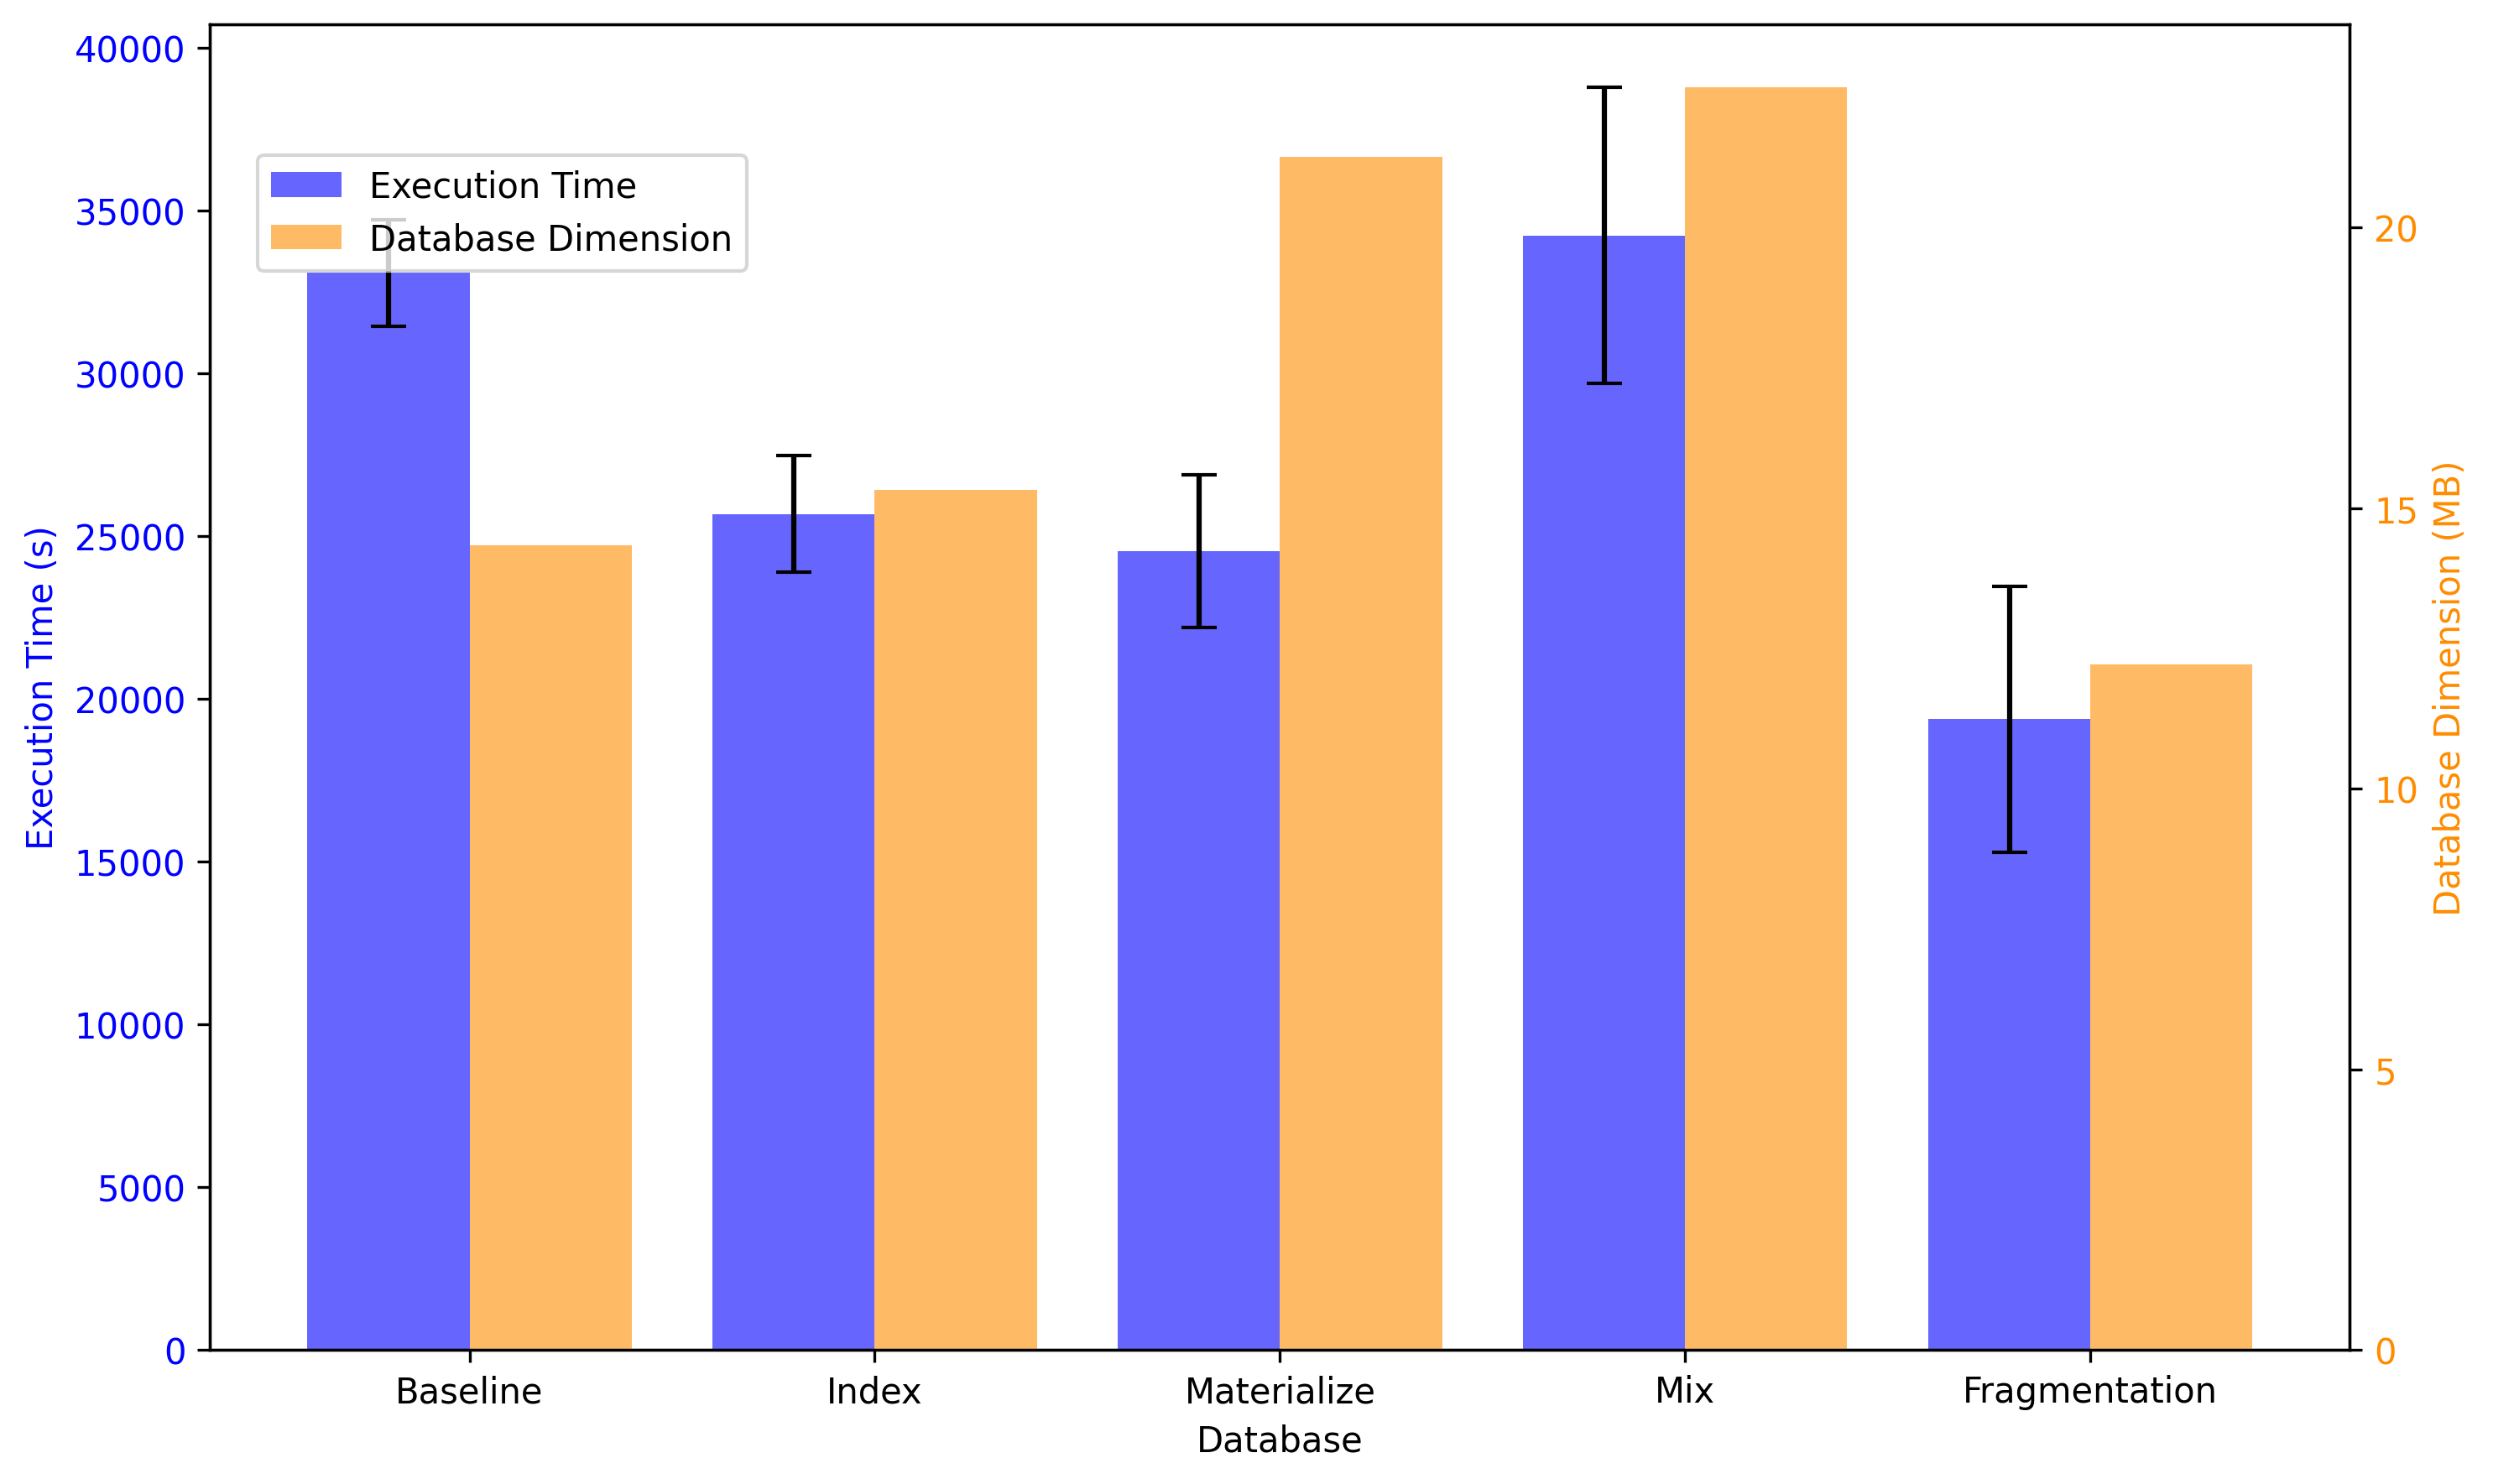 40000
35000
30000
25000
20000
15000
10000
5000
0
Execution Time (s)
Execution Time
Database Dimension
20
15
10
5
0
Database Dimension (MB)
Baseline
Index
Materialize
Mix
Fragmentation
Database